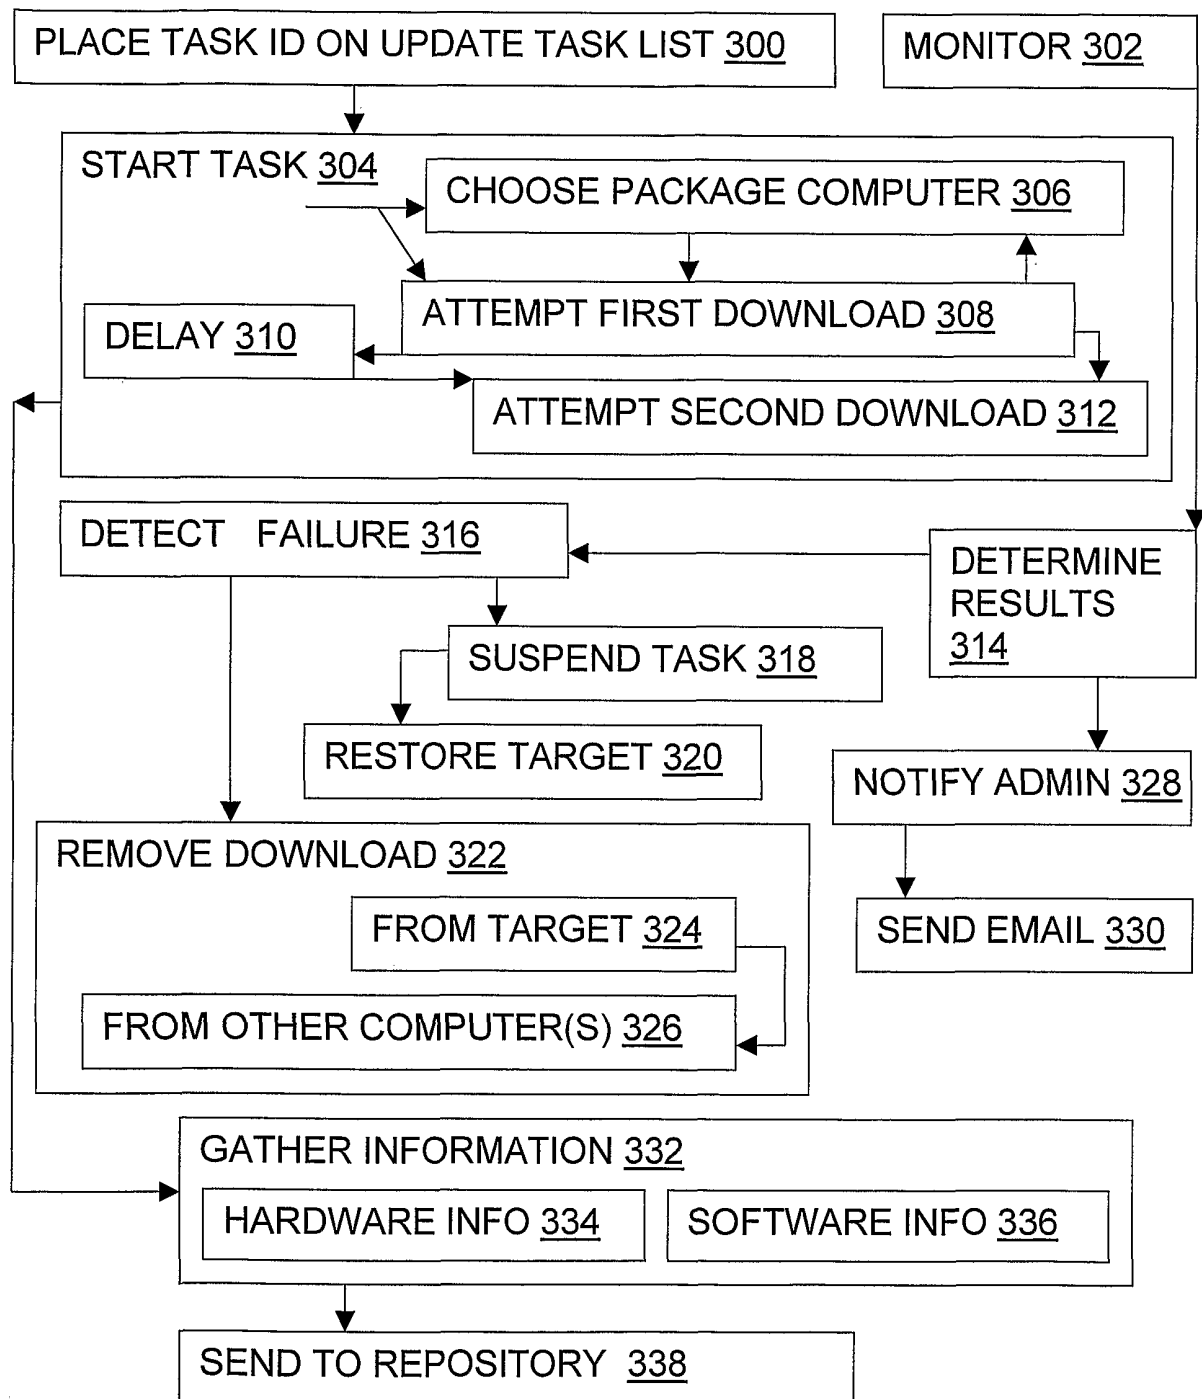 PLACE TASK ID ON UPDATE TASK LIST 300
MONITOR 302
START TASK 304
CHOOSE PACKAGE COMPUTER 306
ATTEMPT FIRST DOWNLOAD 308
DELAY 310
ATTEMPT SECOND DOWNLOAD 312
DETECT FAILURE 316
DETERMINE
RESULTS
314
SUSPEND TASK 318
RESTORE TARGET 320
NOTIFY ADMIN 328
REMOVE DOWNLOAD 322
FROM TARGET 324
SEND EMAIL 330
FROM OTHER COMPUTER(S) 326
GATHER INFORMATION 332
HARDWARE INFO 334
SOFTWARE INFO 336
SEND TO REPOSITORY 338